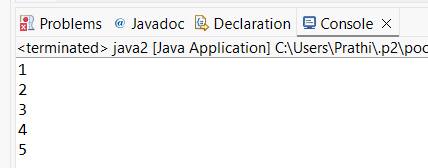 Problems @ Javadoc Declaration Console ×
<terminated> java2 [Java Application] C:\Users\Prathi\.p2\poo
1
2
3
4
5